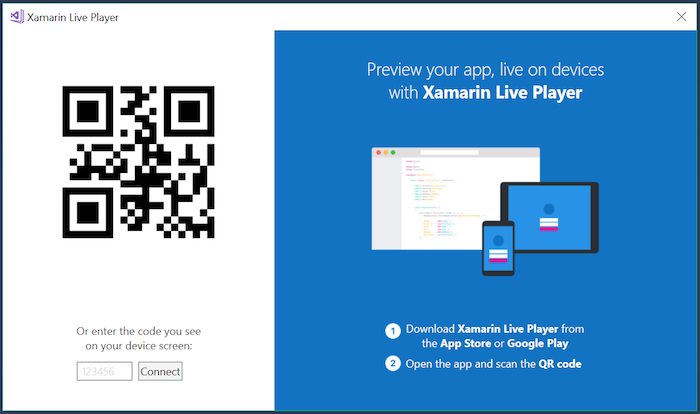 Xamarin Live Player
Preview your app, live on devices
with Xamarin Live Player
Or enter the code you see
on your device screen:
123456
Connect
1 Download Xamarin Live Player from
the App Store or Google Play
2 Open the app and scan the QR code